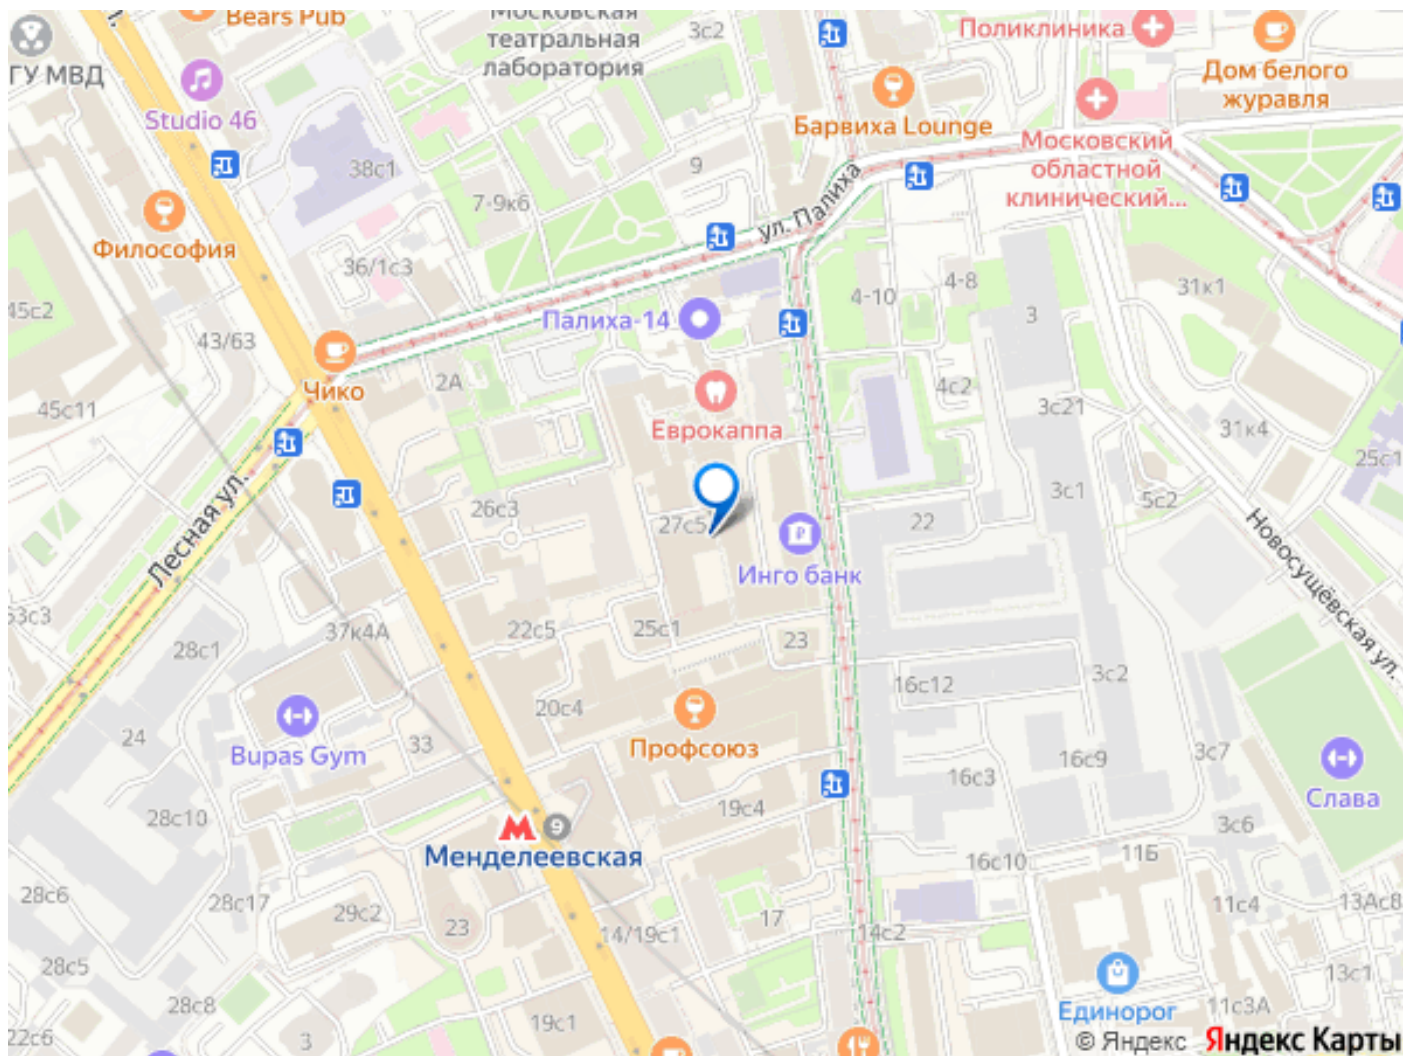 Bears Pub
Московская
театральная
лаборатория
3с2
Поликлиника
ГУ МВД
Studio 46
Дом белого
журавля
Барвиха Lounge
Московский
областной
клинический...
38с1
9
7-9к6
ул. Палиха
Философия
36/1с3
45с2
43/63
Палиха-14
4-10
4-8
3
31к1
Чико
2А
4с2
45с11
Еврокаппа
3с21
31к4
25с1
Лесная ул.
26с3
27с5
22
3с1
5с2
Новосущёвская ул.
Инго банк
53с3
28с1
37к4А
22с5
25с1
23
16с12
3с2
20с4
24
33
Bupas Gym
Профсоюз
16с9
3с7
16с3
Слава
28с10
19с4
3с6
9
Менделеевская
16с10
11Б
28с6
28с17
29с2
23
14/19с1
17
14с2
11с4
13Ас8
28с5
13с1
28с8
19с1
Единорог
11с3А
22с6
3
© Яндекс Яндекс Карты